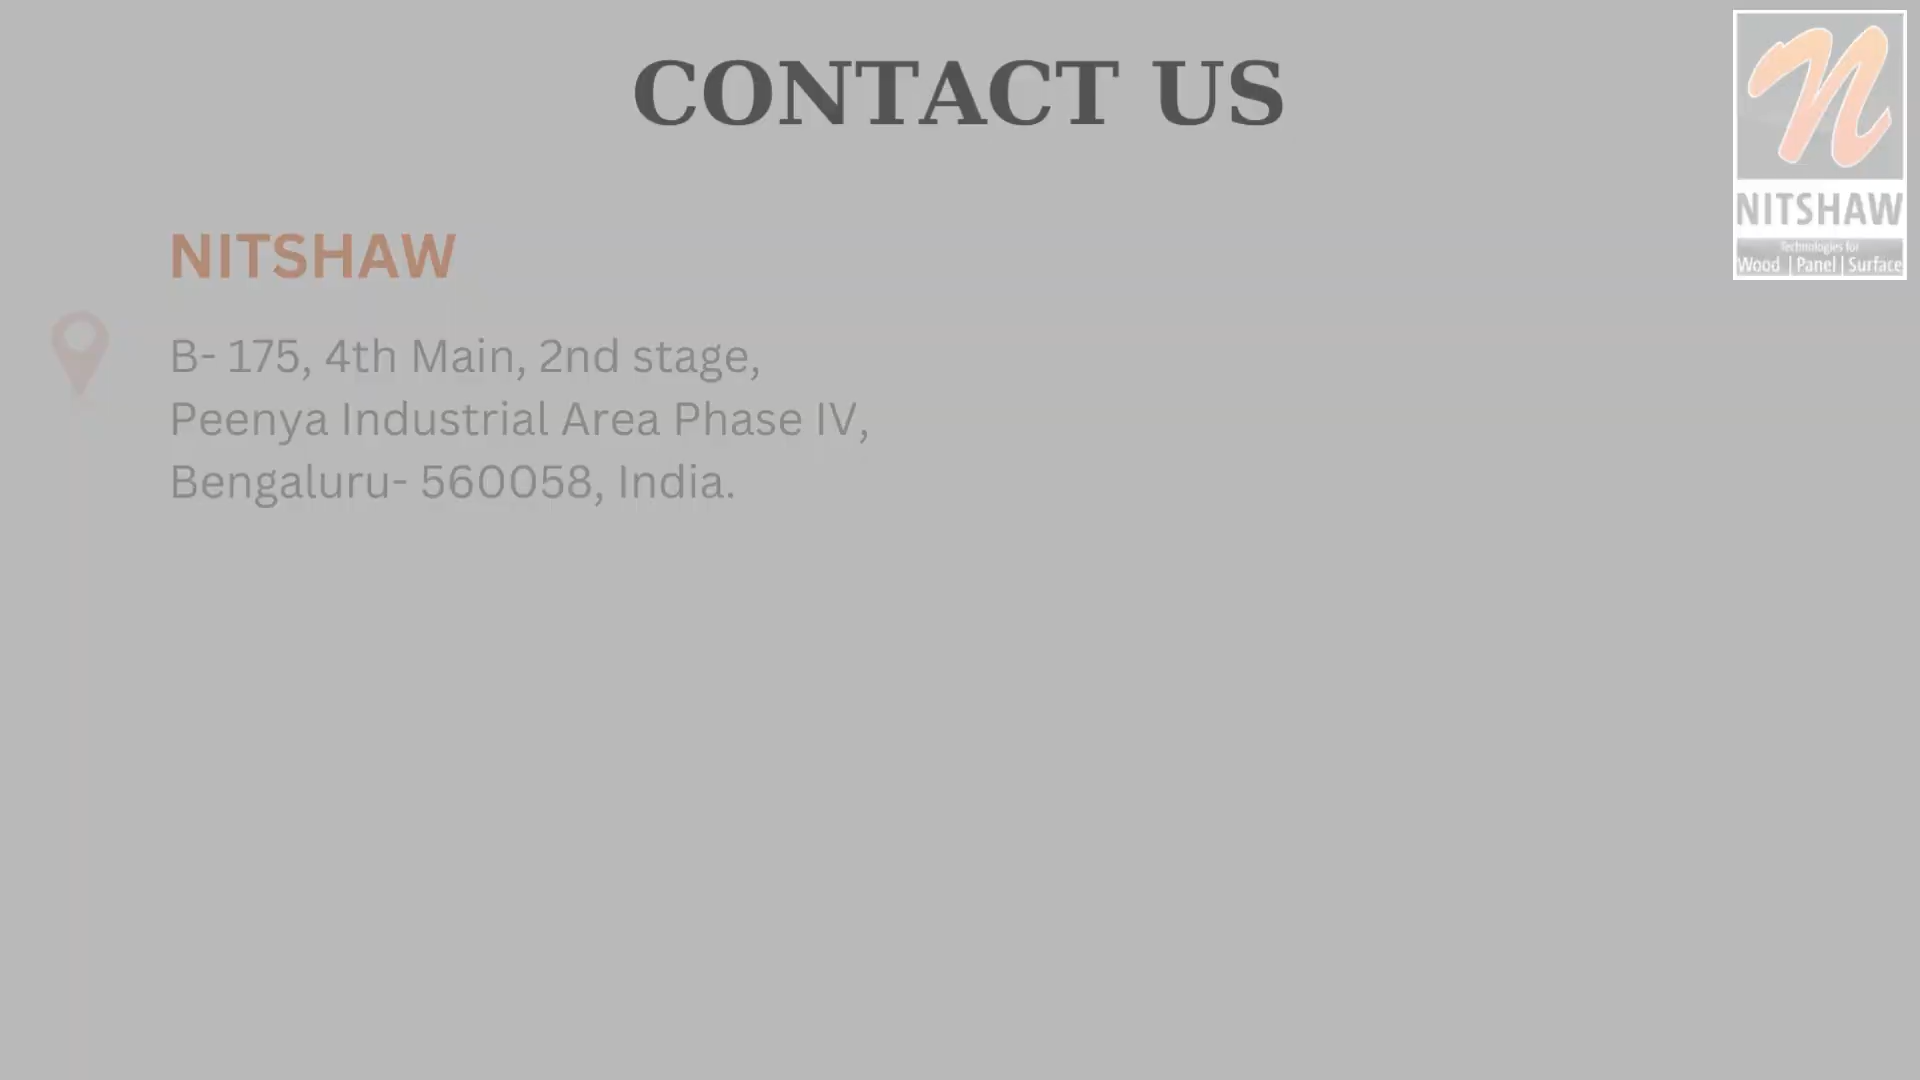 CONTACT US
NITSHAW
Technologies for
Wood | Panel | Surface
NITSHAW
B- 175, 4th Main, 2nd stage,
Peenya Industrial Area Phase IV,
Bengaluru- 560058, India.